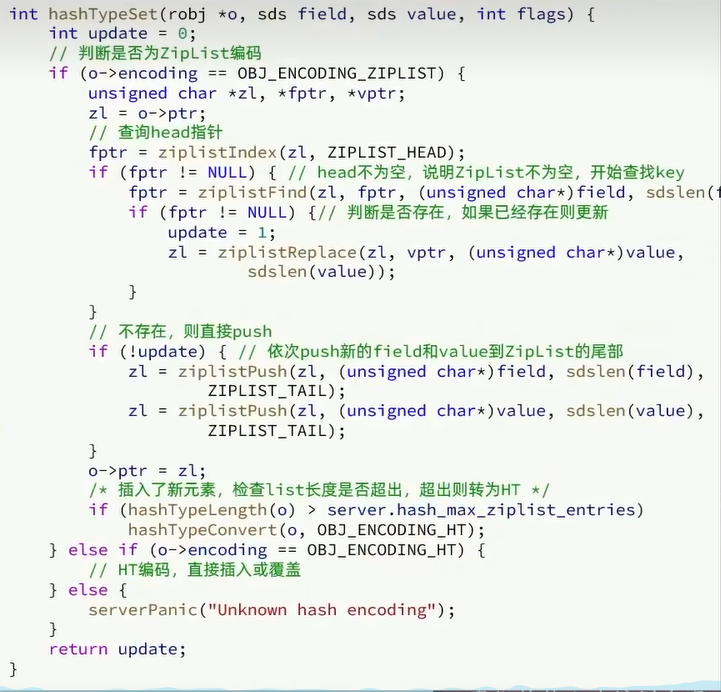 int hashTypeSet(robj *o, sds field, sds value, int flags) {
    int update = 0;
    // 判断是否为ZipList编码
    if (o->encoding == OBJ_ENCODING_ZIPLIST) {
        unsigned char *zl, *fptr, *vptr;
        zl = o->ptr;
        // 查询head指针
        fptr = ziplistIndex(zl, ZIPLIST_HEAD);
        if (fptr != NULL) { // head不为空，说明ZipList不为空，开始查找key
            fptr = ziplistFind(zl, fptr, (unsigned char*)field, sdslen(f
            if (fptr != NULL) {// 判断是否存在，如果已经存在则更新
                update = 1;
                zl = ziplistReplace(zl, vptr, (unsigned char*)value,
                        sdslen(value));
            }
        }
        // 不存在，则直接push
        if (!update) { // 依次push新的field和value到ZipList的尾部
            zl = ziplistPush(zl, (unsigned char*)field, sdslen(field),
                    ZIPLIST_TAIL);
            zl = ziplistPush(zl, (unsigned char*)value, sdslen(value),
                    ZIPLIST_TAIL);
        }
        o->ptr = zl;
        /* 插入了新元素，检查list长度是否超出，超出则转为HT */
        if (hashTypeLength(o) > server.hash_max_ziplist_entries)
            hashTypeConvert(o, OBJ_ENCODING_HT);
    } else if (o->encoding == OBJ_ENCODING_HT) {
        // HT编码，直接插入或覆盖
    } else {
        serverPanic("Unknown hash encoding");
    }
    return update;
}